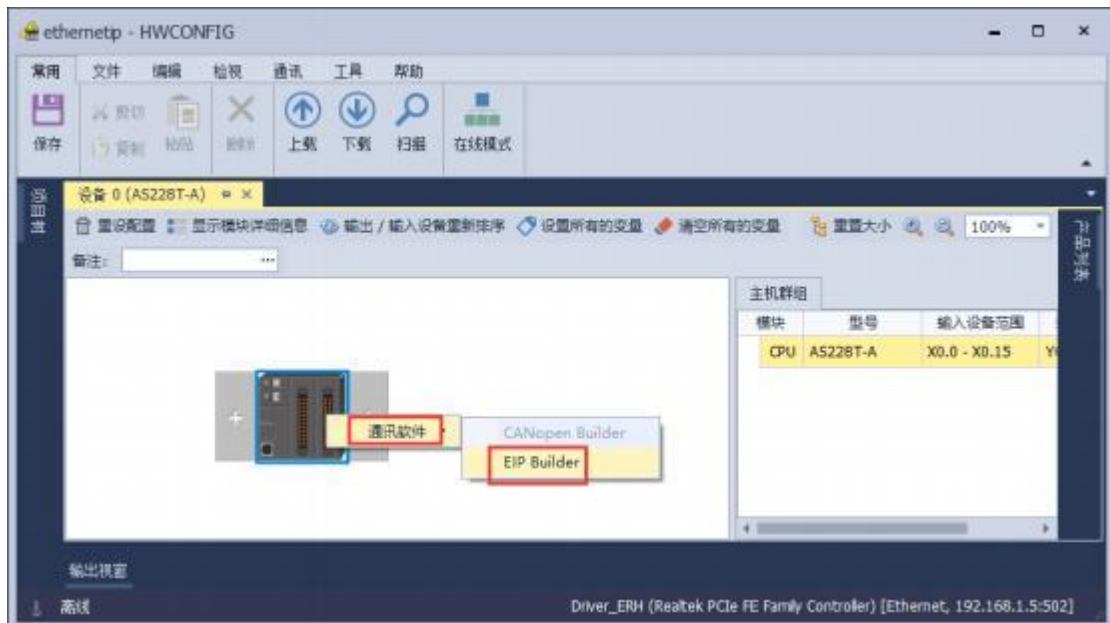 ethernetip - HWCONFIG
常用 文件 编辑 检视 通讯 工具 帮助
剪切
复制 粘贴 删除
保存 上载 下载 扫描 在线模式
项目树
设备 0 (AS228T-A)
重设配置 显示模块详细信息 输出 / 输入设备重新排序 设置所有的变量 清空所有的变量 重置大小 100%
产品列表
备注: ...
主机群组
模块 型号 输入设备范围
CPU AS228T-A X0.0 - X0.15
通讯软件
CANopen Builder
EIP Builder
输出视窗
离线 Driver_ERH (Realtek PCIe FE Family Controller) [Ethernet, 192.168.1.5:502]